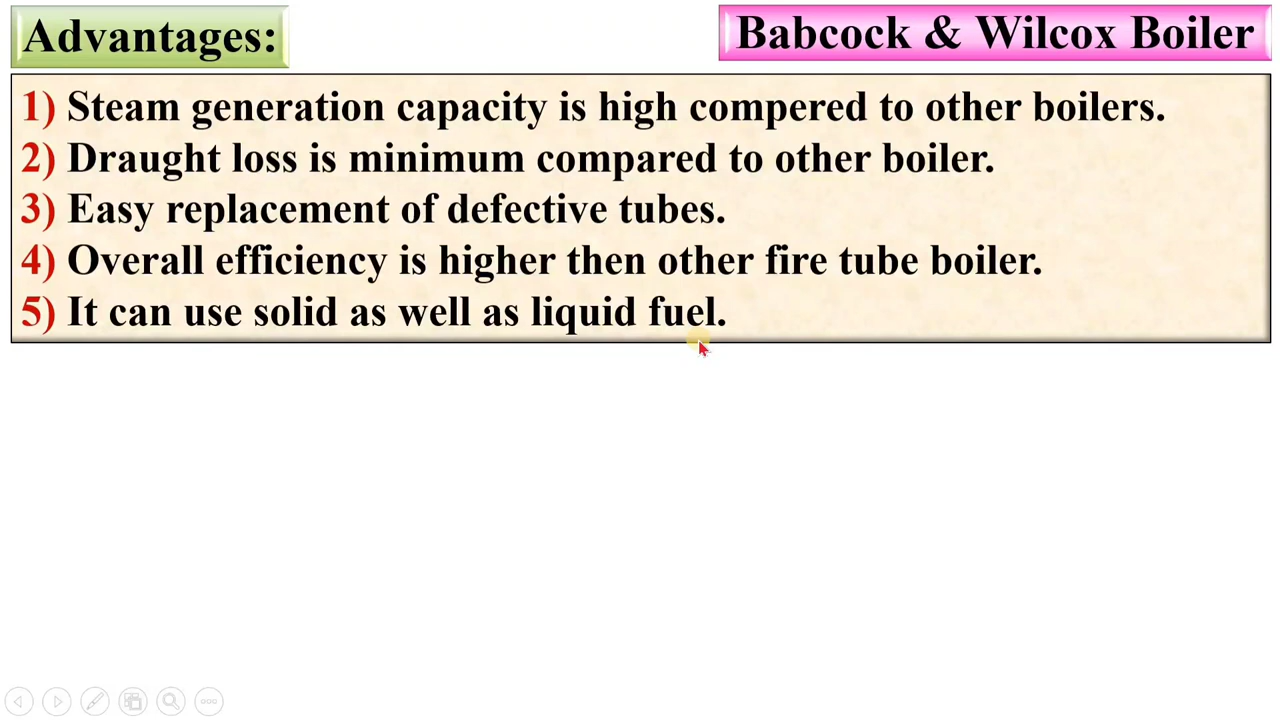 Advantages:
Babcock & Wilcox Boiler
1) Steam generation capacity is high compered to other boilers.
2) Draught loss is minimum compared to other boiler.
3) Easy replacement of defective tubes.
4) Overall efficiency is higher then other fire tube boiler.
5) It can use solid as well as liquid fuel.